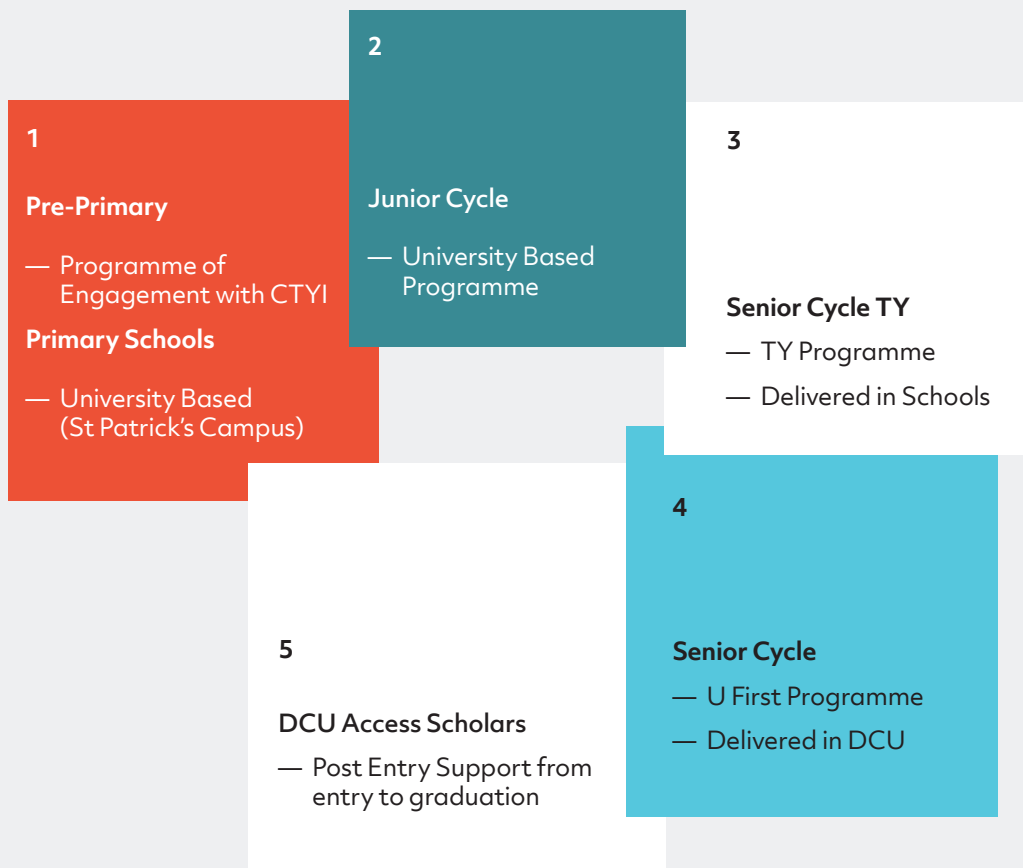 1
Pre-Primary
— Programme of
Engagement with CTYI
Primary Schools
— University Based
(St Patrick’s Campus)
2
Junior Cycle
— University Based
Programme
3
Senior Cycle TY
— TY Programme
— Delivered in Schools
4
Senior Cycle
— U First Programme
— Delivered in DCU
5
DCU Access Scholars
— Post Entry Support from
entry to graduation